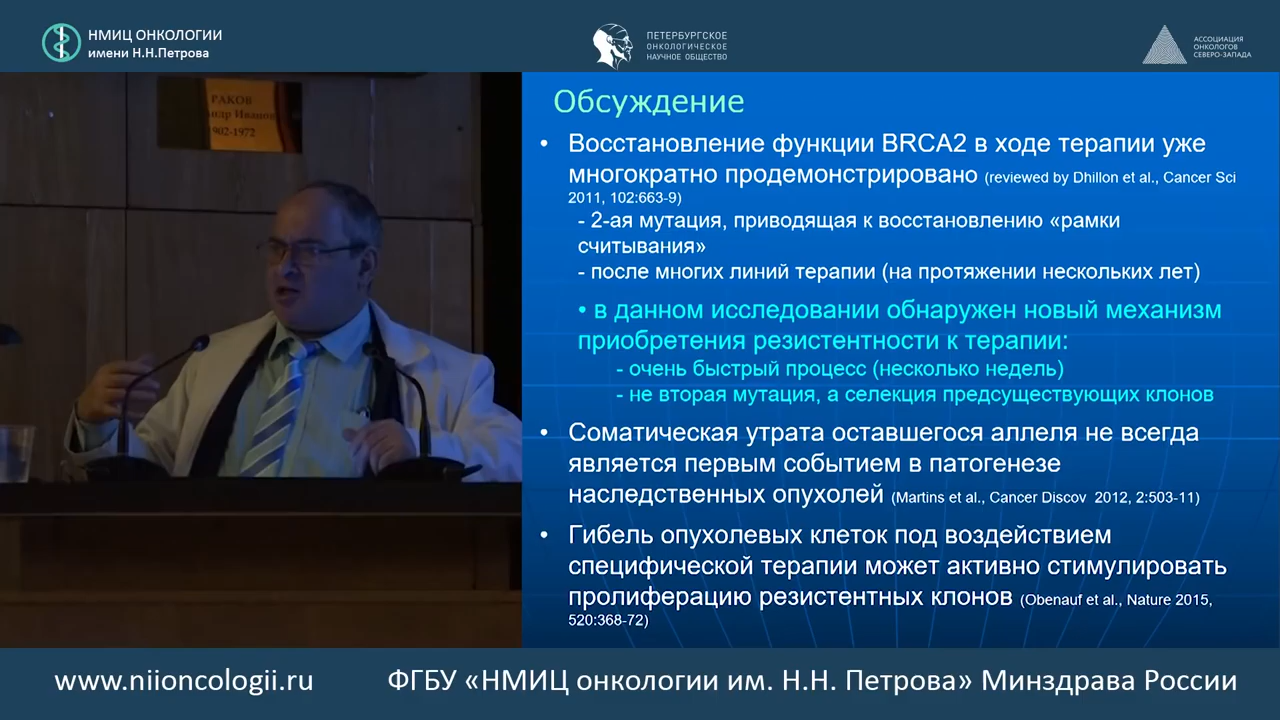 НМИЦ ОНКОЛОГИИ
имени Н.Н.Петрова
ПЕТЕРБУРГСКОЕ
ОНКОЛОГИЧЕСКОЕ
НАУЧНОЕ ОБЩЕСТВО
АССОЦИАЦИЯ
ОНКОЛОГОВ
СЕВЕРО-ЗАПАДА
РАКОВ
1902-1972
Обсуждение
• Восстановление функции BRCA2 в ходе терапии уже
многократно продемонстрировано (reviewed by Dhillon et al., Cancer Sci
2011, 102:663-9)
- 2-ая мутация, приводящая к восстановлению «рамки
считывания»
- после многих линий терапии (на протяжении нескольких лет)
• в данном исследовании обнаружен новый механизм
приобретения резистентности к терапии:
- очень быстрый процесс (несколько недель)
- не вторая мутация, а селекция предсуществующих клонов
• Соматическая утрата оставшегося аллеля не всегда
является первым событием в патогенезе
наследственных опухолей (Martins et al., Cancer Discov 2012, 2:503-11)
• Гибель опухолевых клеток под воздействием
специфической терапии может активно стимулировать
пролиферацию резистентных клонов (Obenauf et al., Nature 2015,
520:368-72)
www.niioncologii.ru
ФГБУ «НМИЦ онкологии им. Н.Н. Петрова» Минздрава России